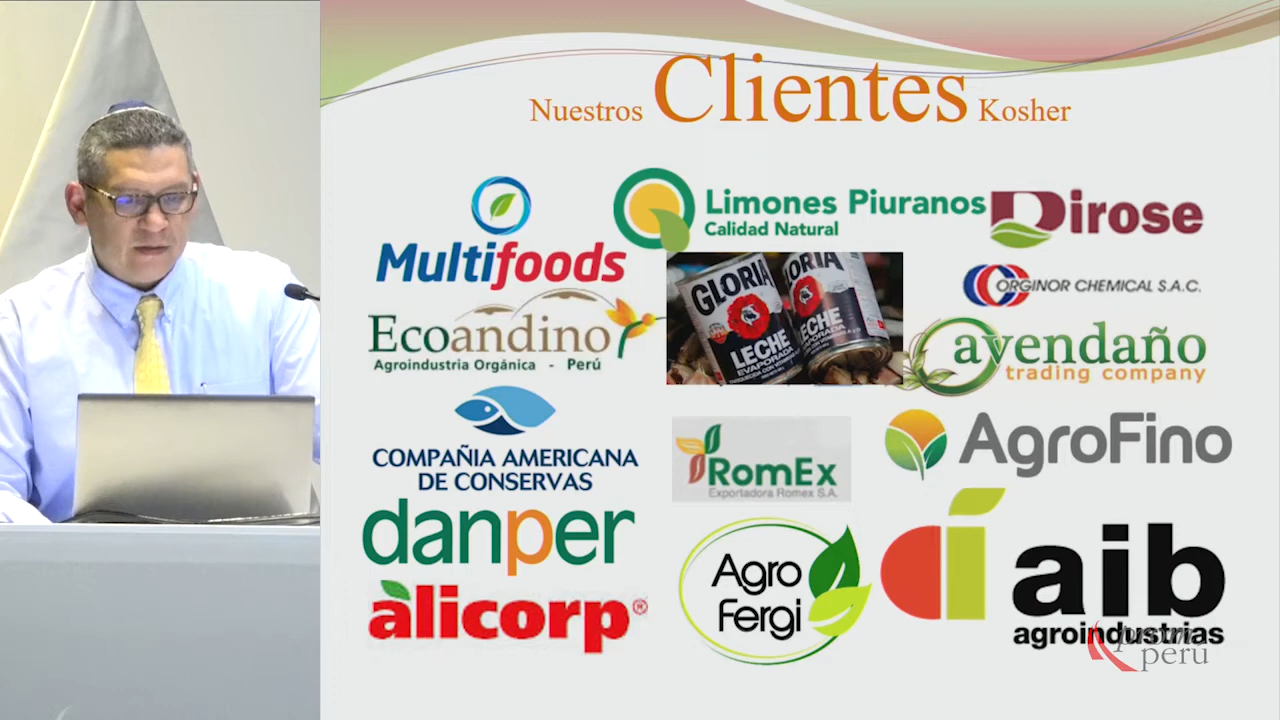 Nuestros Clientes Kosher
Multifoods
Limones Piuranos
Calidad Natural
Dirose
Ecoandino
Agroindustria Orgánica - Perú
GLORIA
LECHE
EVAPORADA
GLORIA
LECHE
EVAPORADA
ORGINOR CHEMICAL S.A.C.
avendaño
trading company
COMPAÑIA AMERICANA
DE CONSERVAS
RomEx
Exportadora Romex S.A.
AgroFino
danper
alicorp®
Agro
Fergi
aib
agroindustrias
prom
perú